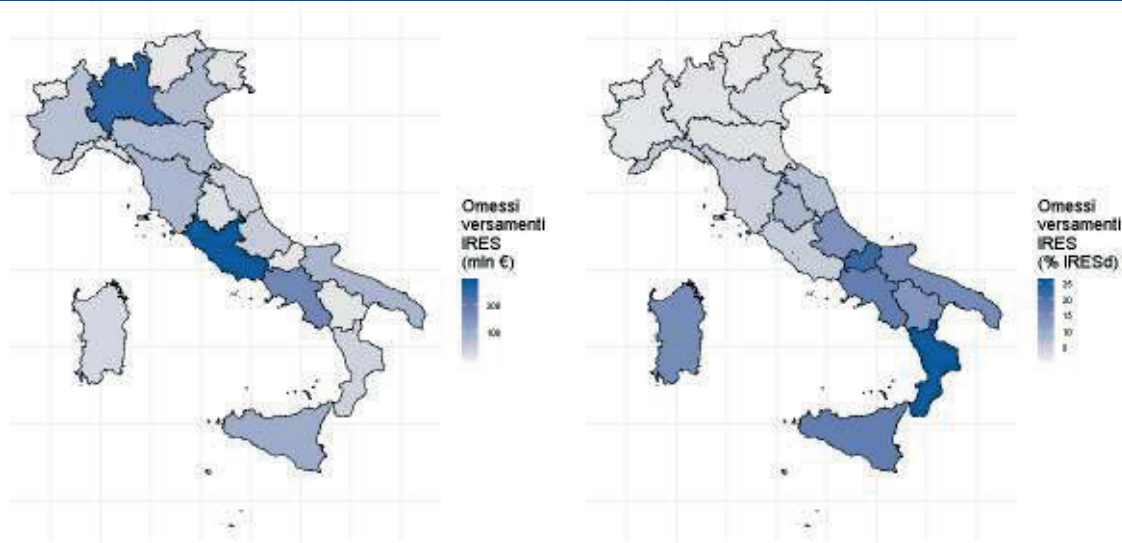 Omessi
versamenti
IRES
(mln €)
200
100
Omessi
versamenti
IRES
(% IRESd)
25
20
15
10
5